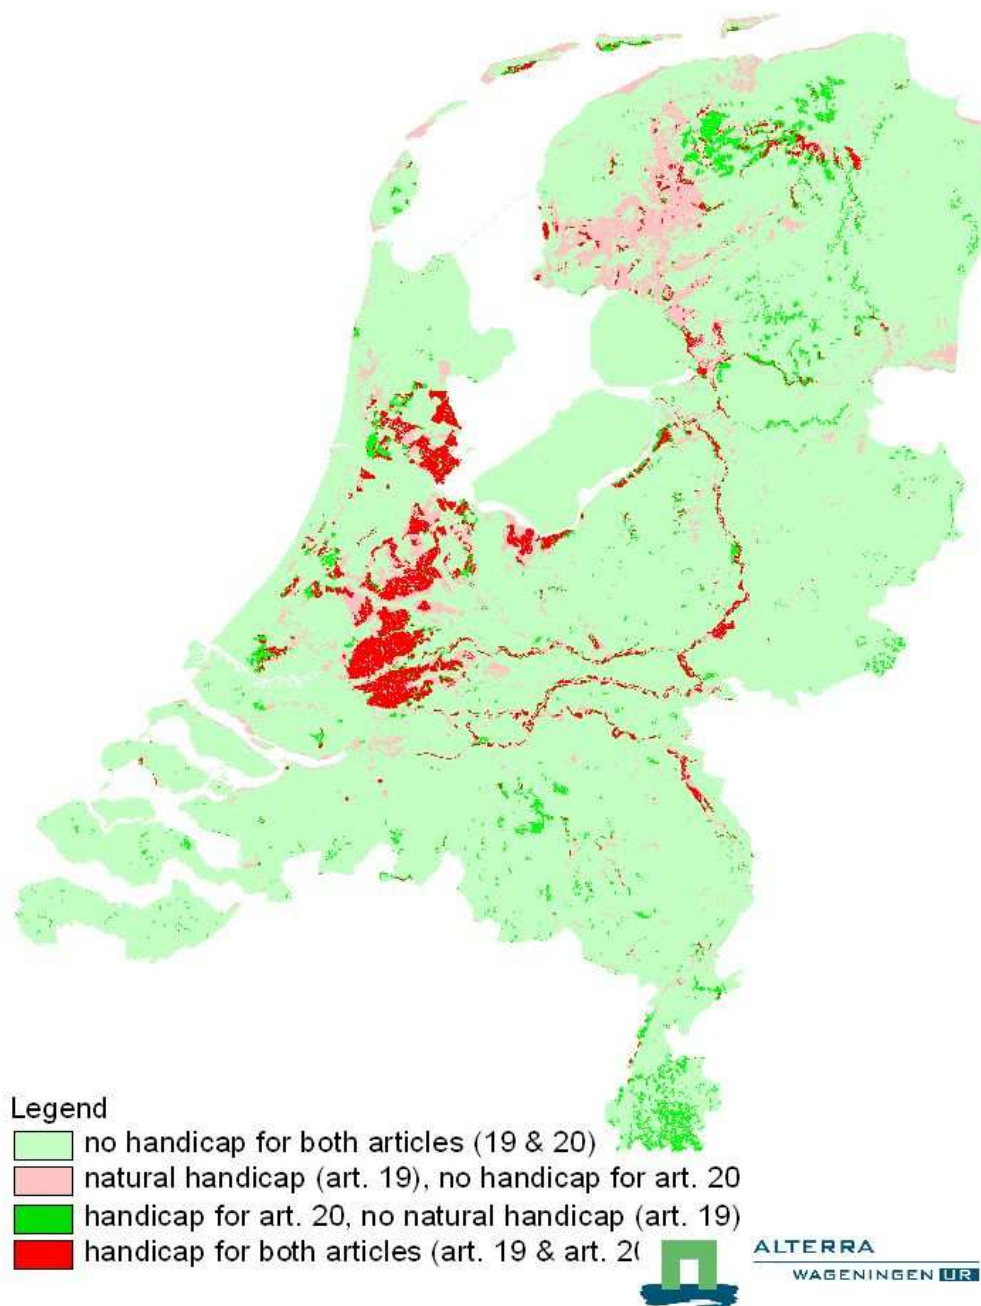 Legend
no handicap for both articles (19 & 20)
natural handicap (art. 19), no handicap for art. 20
handicap for art. 20, no natural handicap (art. 19)
handicap for both articles (art. 19 & art. 20
ALTERRA
WAGENINGEN UR